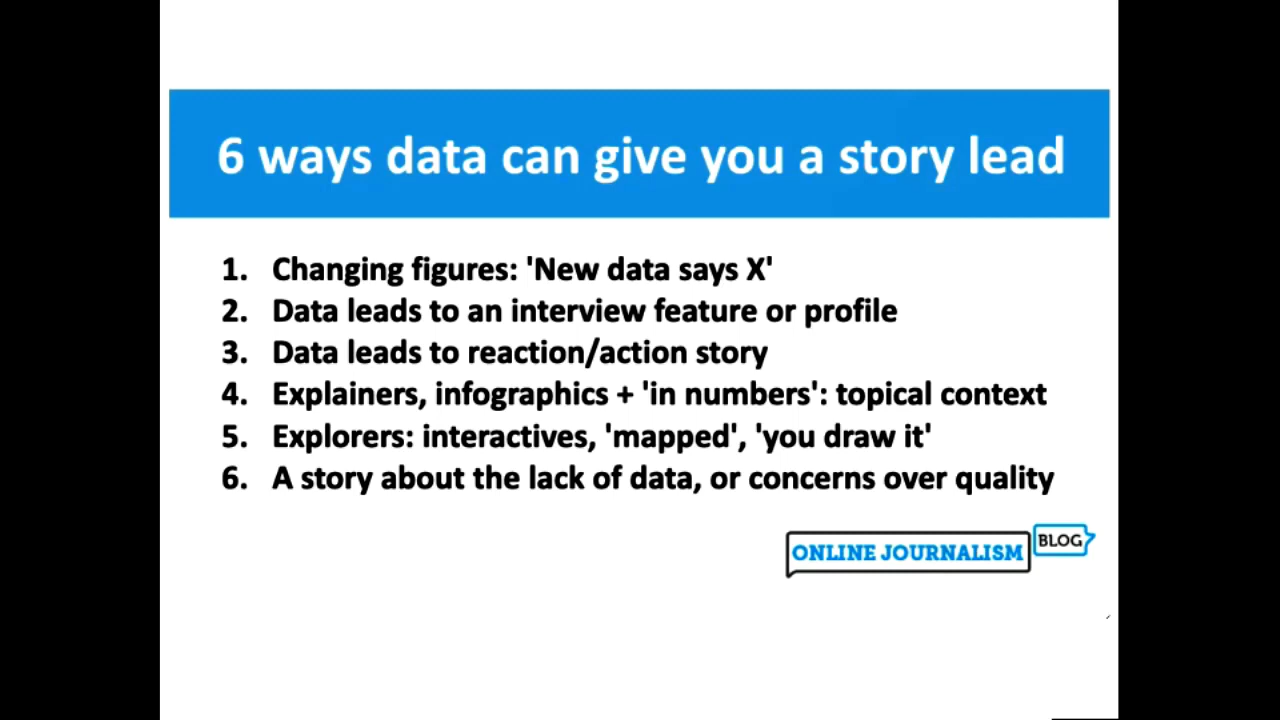 6 ways data can give you a story lead
1. Changing figures: 'New data says X'
2. Data leads to an interview feature or profile
3. Data leads to reaction/action story
4. Explainers, infographics + 'in numbers': topical context
5. Explorers: interactives, 'mapped', 'you draw it'
6. A story about the lack of data, or concerns over quality
ONLINE JOURNALISM BLOG